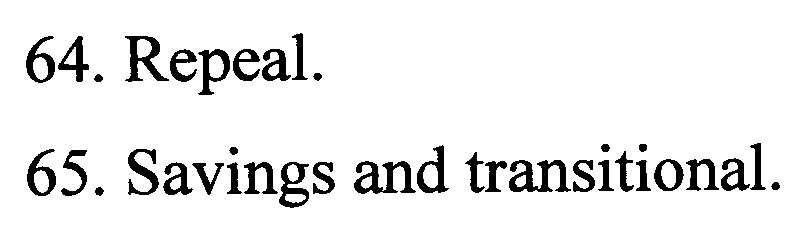 64. Repeal.
65. Savings and transitional.